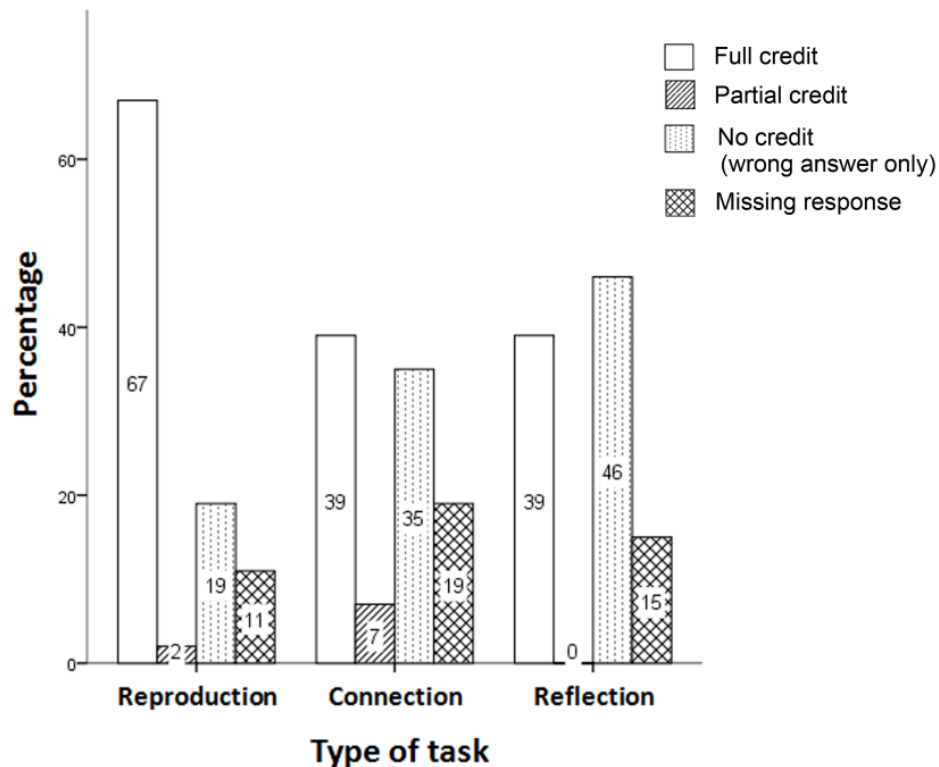 Full credit
Partial credit
No credit
(wrong answer only)
Missing response
Percentage
60
40
20
0
67
2
19
11
39
7
35
19
39
0
46
15
Reproduction
Connection
Reflection
Type of task